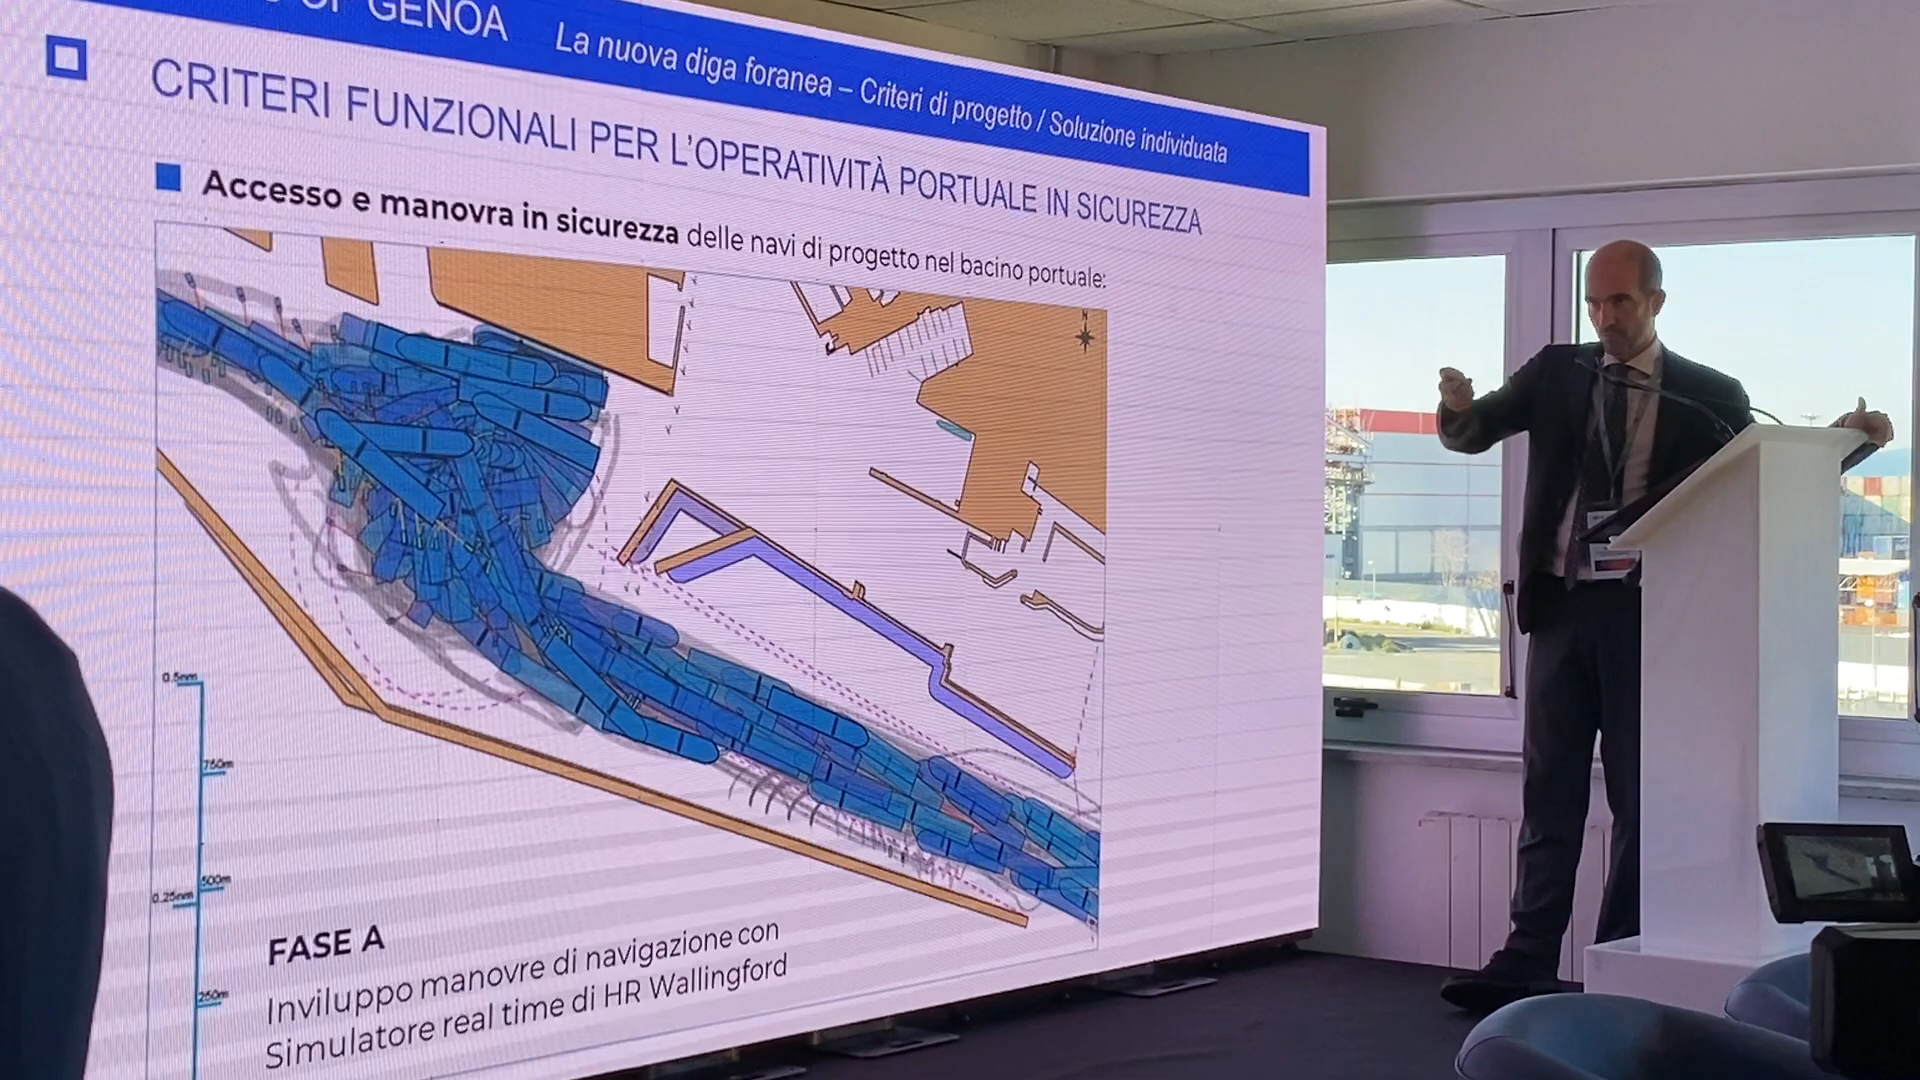 OF GENOA La nuova diga foranea – Criteri di progetto / Soluzione individuata
CRITERI FUNZIONALI PER L'OPERATIVITÀ PORTUALE IN SICUREZZA
Accesso e manovra in sicurezza delle navi di progetto nel bacino portuale:
N
0.5nm
750m
500m
0.25nm
250m
FASE A
Inviluppo manovre di navigazione con
Simulatore real time di HR Wallingford